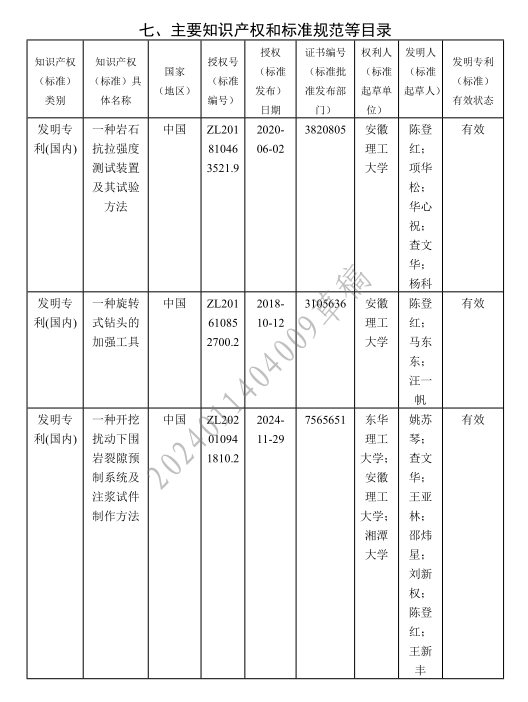 七、主要知识产权和标准规范等目录
知识产权
（标准）
类别
知识产权
（标准）具
体名称
国家
（地区）
授权号
（标准
编号）
授权
（标准
发布）
日期
证书编号
（标准批
准发布部
门）
权利人
（标准
起草单
位）
发明人
（标准
起草人）
发明专利
（标准）
有效状态
发明专
利(国内)
一种岩石
抗拉强度
测试装置
及其试验
方法
中国
ZL201
81046
3521.9
2020-
06-02
3820805
安徽
理工
大学
陈登
红；
项华
松；
华心
祝；
查文
华；
杨科
有效
发明专
利(国内)
一种旋转
式钻头的
加强工具
中国
ZL201
61085
2700.2
2018-
10-12
3105636
安徽
理工
大学
陈登
红；
马东
东；
汪一
帆
有效
发明专
利(国内)
一种开挖
扰动下围
岩裂隙预
制系统及
注浆试件
制作方法
中国
ZL202
01094
1810.2
2024-
11-29
7565651
东华
理工
大学；
安徽
理工
大学；
湘潭
大学
姚苏
琴；
查文
华；
王亚
林；
邵炜
星；
刘新
权；
陈登
红；
王新
丰
有效
20240111404009草稿